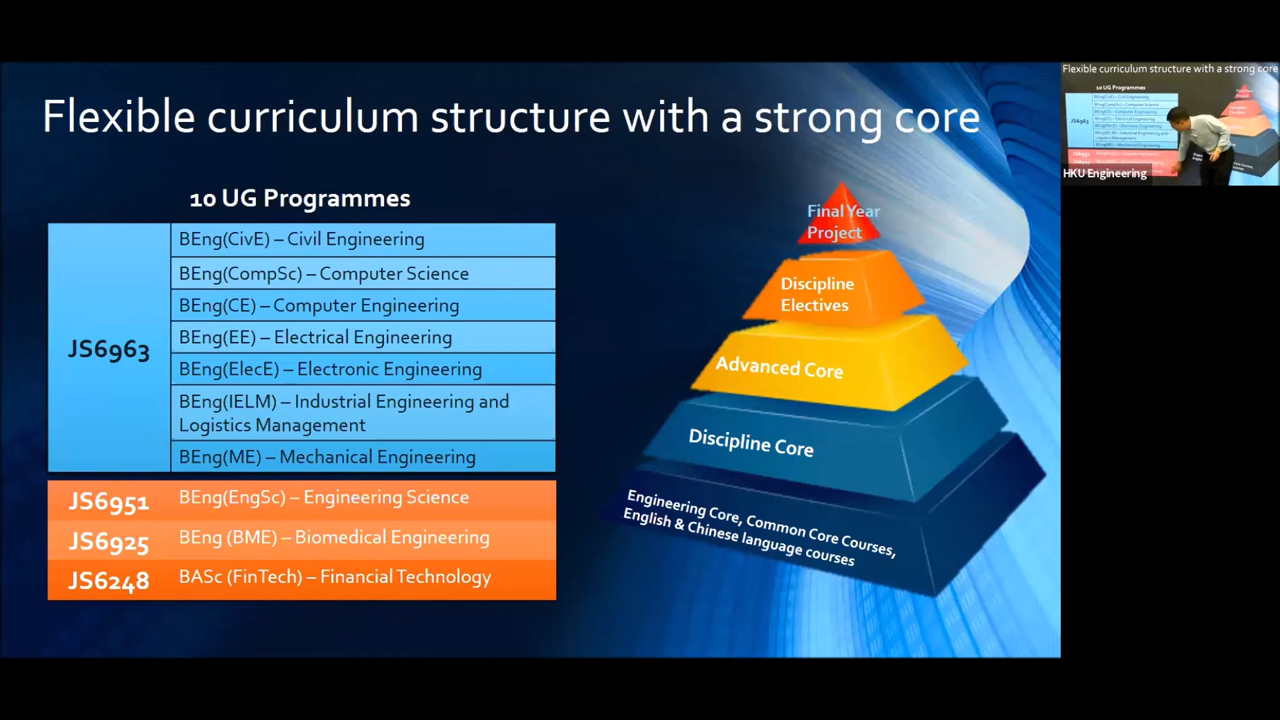 Flexible curriculum structure with a strong core
10 UG Programmes
JS6963
BEng(CivE) – Civil Engineering
BEng(CompSc) – Computer Science
BEng(CE) – Computer Engineering
BEng(EE) – Electrical Engineering
BEng(ElecE) – Electronic Engineering
BEng(IELM) – Industrial Engineering and
Logistics Management
BEng(ME) – Mechanical Engineering
JS6951
BEng(EngSc) – Engineering Science
JS6925
BEng (BME) – Biomedical Engineering
JS6248
BASc (FinTech) – Financial Technology
Final Year
Project
Discipline
Electives
Advanced Core
Discipline Core
Engineering Core, Common Core Courses,
English & Chinese language courses
Flexible curriculum structure with a strong core
10 UG Programmes
JS6963
HKU Engineering